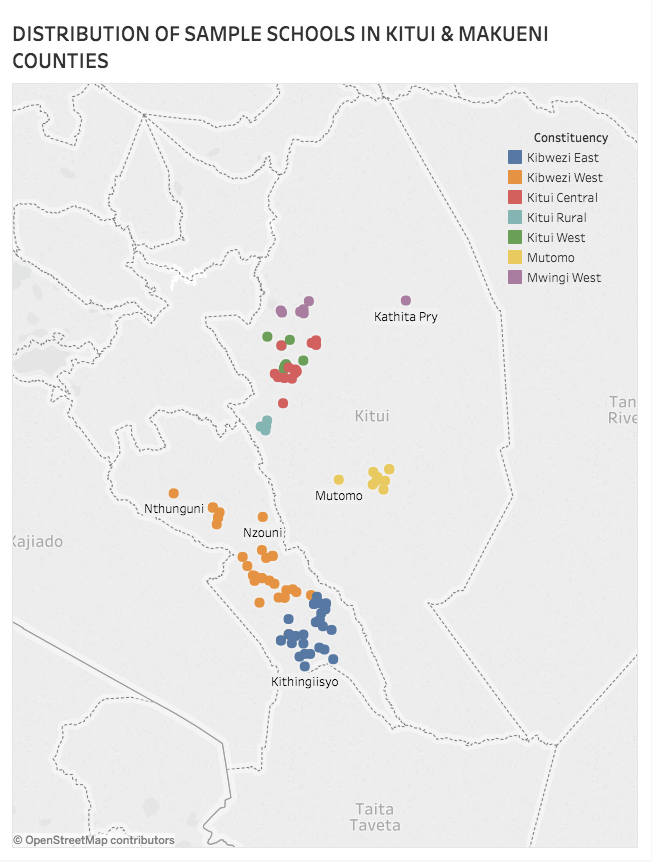 DISTRIBUTION OF SAMPLE SCHOOLS IN KITUI & MAKUENI
COUNTIES
Constituency
Kibwezi East
Kibwezi West
Kitui Central
Kitui Rural
Kitui West
Mutomo
Mwingi West
Kathita Pry
Kitui
Tan
Rive
Mutomo
Nthunguni
Nzouni
Kajiado
Kithingiisyo
Taita
Taveta
© OpenStreetMap contributors